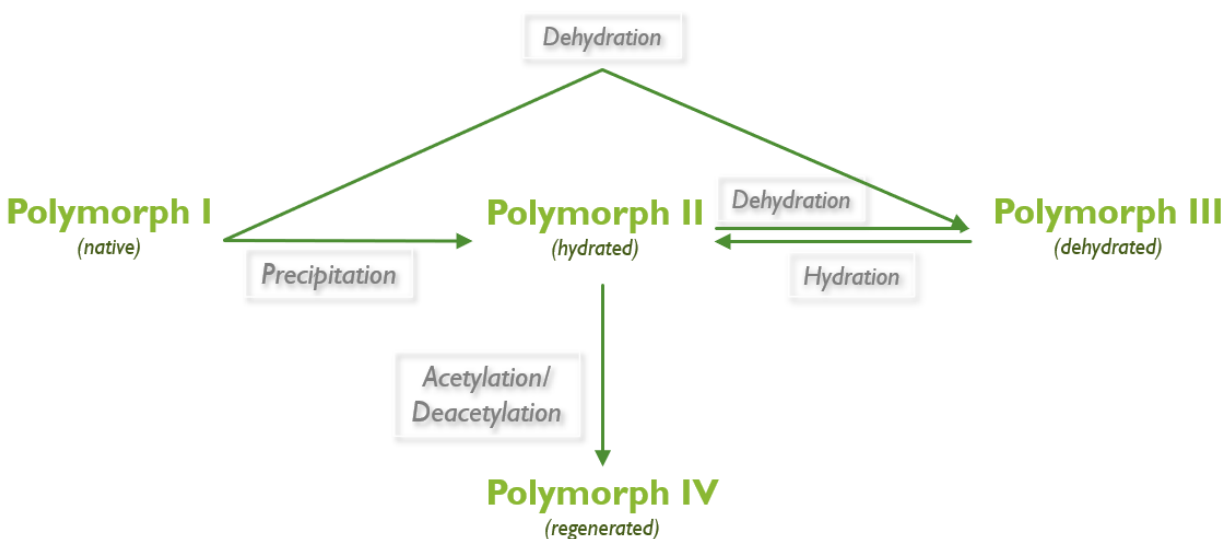 Dehydration
Polymorph I
(native)
Precipitation
Polymorph II
(hydrated)
Dehydration
Hydration
Polymorph III
(dehydrated)
Acetylation/
Deacetylation
Polymorph IV
(regenerated)